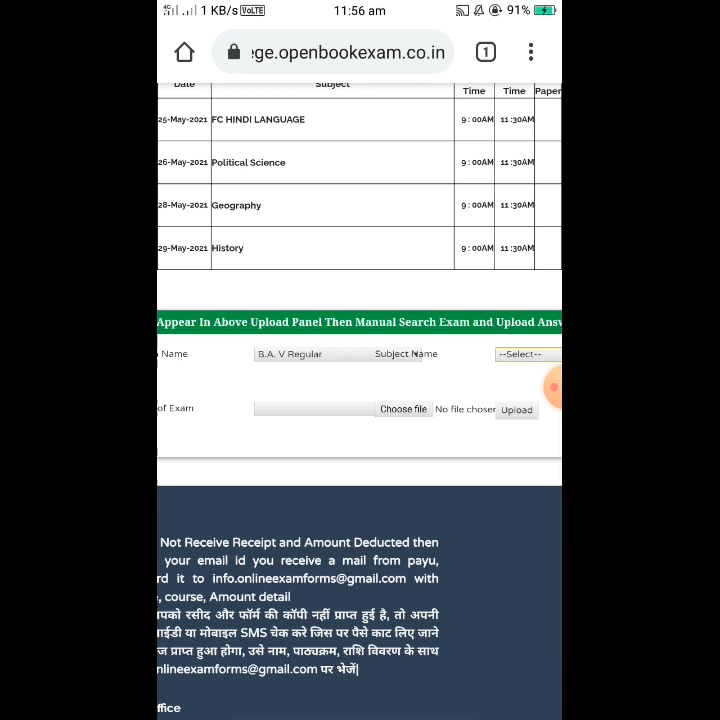 1 KB/s VoLTE 11:56 am 91%
ege.openbookexam.co.in 1
Date Subject Time Time Paper
25-May-2021 FC HINDI LANGUAGE 9 : 00AM 11 :30AM
26-May-2021 Political Science 9 : 00AM 11 :30AM
28-May-2021 Geography 9 : 00AM 11 :30AM
29-May-2021 History 9 : 00AM 11 :30AM
Appear In Above Upload Panel Then Manual Search Exam and Upload Answ
Name B.A. V Regular Subject Name --Select--
of Exam Choose file No file chosen Upload
Not Receive Receipt and Amount Deducted then
your email id you receive a mail from payu,
rd it to info.onlineexamforms@gmail.com with
, course, Amount detail
पको रसीद और फॉर्म की कॉपी नहीं प्राप्त हुई है, तो अपनी
आईडी या मोबाइल SMS चेक करे जिस पर पैसे काट लिए जाने
ज प्राप्त हुआ होगा, उसे नाम, पाठ्यक्रम, राशि विवरण के साथ
nlineexamforms@gmail.com पर भेजें|
ffice